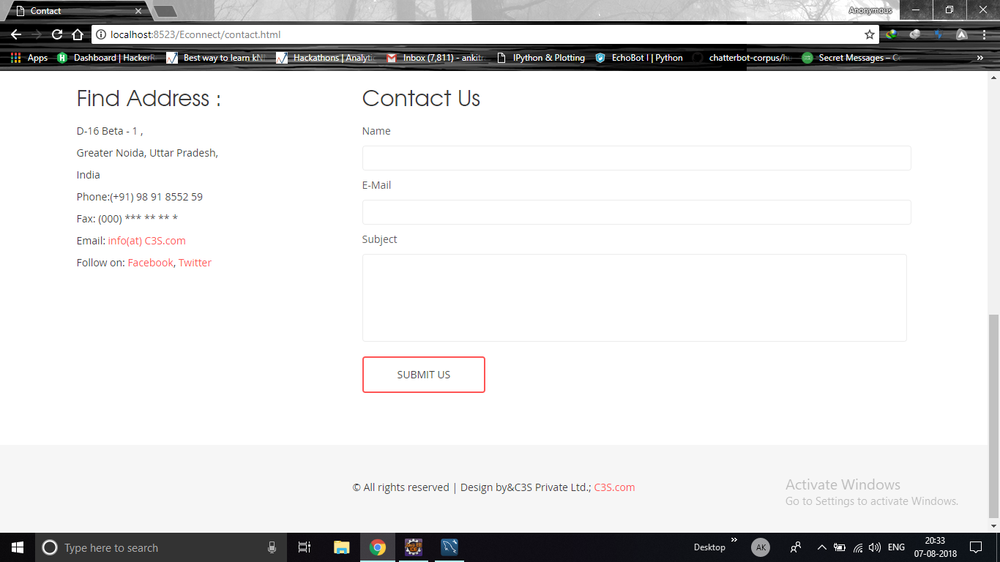 Contact
Anonymous
localhost:8523/Econnect/contact.html
Apps
Dashboard | HackerR
Best way to learn kN
Hackathons | Analytic
Inbox (7,811) - ankitr
IPython & Plotting
EchoBot I | Python
chatterbot-corpus/
Secret Messages –
Find Address :
D-16 Beta - 1 ,
Greater Noida, Uttar Pradesh,
India
Phone:(+91) 98 91 8552 59
Fax: (000) *** ** ** *
Email: info(at) C3S.com
Follow on: Facebook, Twitter
Contact Us
Name
E-Mail
Subject
SUBMIT US
© All rights reserved | Design by&C3S Private Ltd.; C3S.com
Activate Windows
Go to Settings to activate Windows.
Type here to search
Desktop
AK
ENG
20:33
07-08-2018